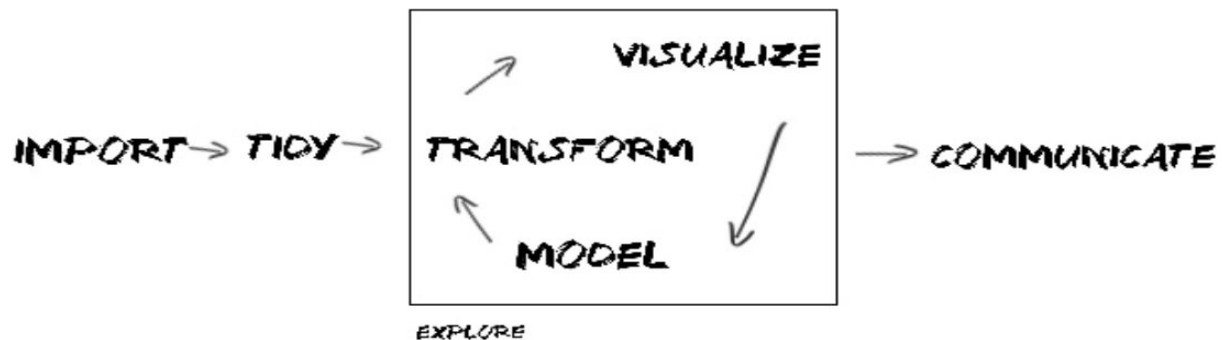 VISUALIZE
IMPORT TIDY TRANSFORM COMMUNICATE
MODEL
EXPLORE